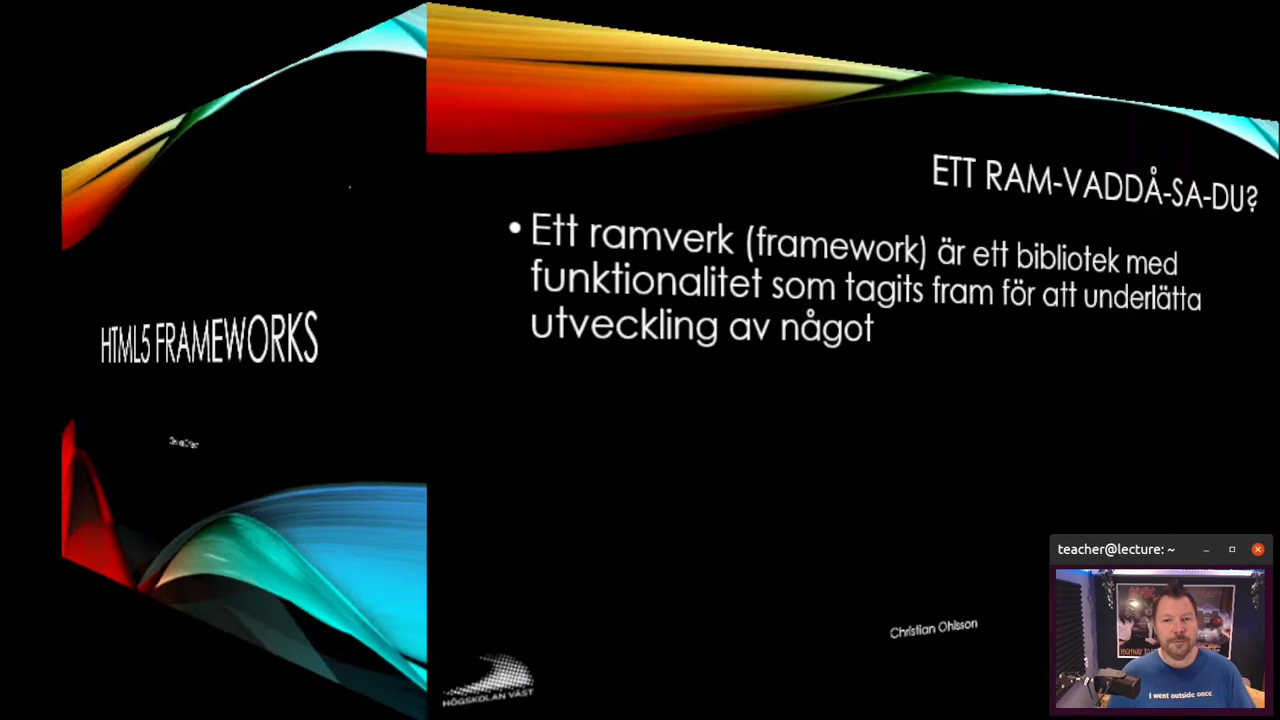 HTML5 FRAMEWORKS
ETT RAM-VADDÅ-SA-DU?
• Ett ramverk (framework) är ett bibliotek med
funktionalitet som tagits fram för att underlätta
utveckling av något
Christian Ohlsson
HÖGSKOLAN VÄST
teacher@lecture: ~
I went outside once